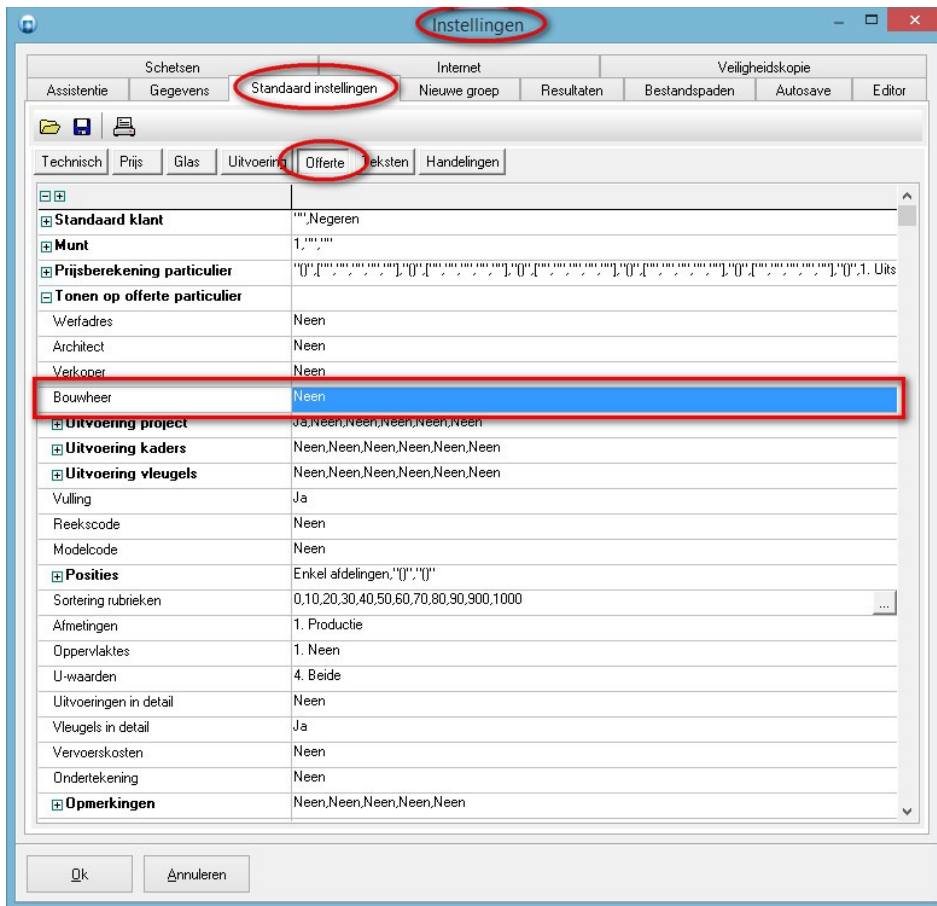 Instellingen
Schetsen Internet Veiligheidskopie
Assistentie Gegevens Standaard instellingen Nieuwe groep Resultaten Bestandspaden Autosave Editor
Technisch Prijs Glas Uitvoering Offerte Teksten Handelingen
Standaard klant "",Negeren
Munt 1,"",""
Prijsberekening particulier "()",["","","","",""],"()",["","","","",""],"()",["","","","",""],"()",["","","","",""],"()",["","","","",""],"()",1. Uits
Tonen op offerte particulier
Werfadres Neen
Architect Neen
Verkoper Neen
Bouwheer Neen
Uitvoering project Ja,Neen,Neen,Neen,Neen,Neen
Uitvoering kaders Neen,Neen,Neen,Neen,Neen,Neen
Uitvoering vleugels Neen,Neen,Neen,Neen,Neen,Neen
Vulling Ja
Reekscode Neen
Modelcode Neen
Posities Enkel afdelingen,"()","()"
Sortering rubrieken 0,10,20,30,40,50,60,70,80,90,900,1000 ...
Afmetingen 1. Productie
Oppervlaktes 1. Neen
U-waarden 4. Beide
Uitvoeringen in detail Neen
Vleugels in detail Ja
Vervoerskosten Neen
Ondertekening Neen
Opmerkingen Neen,Neen,Neen,Neen,Neen
Ok Annuleren